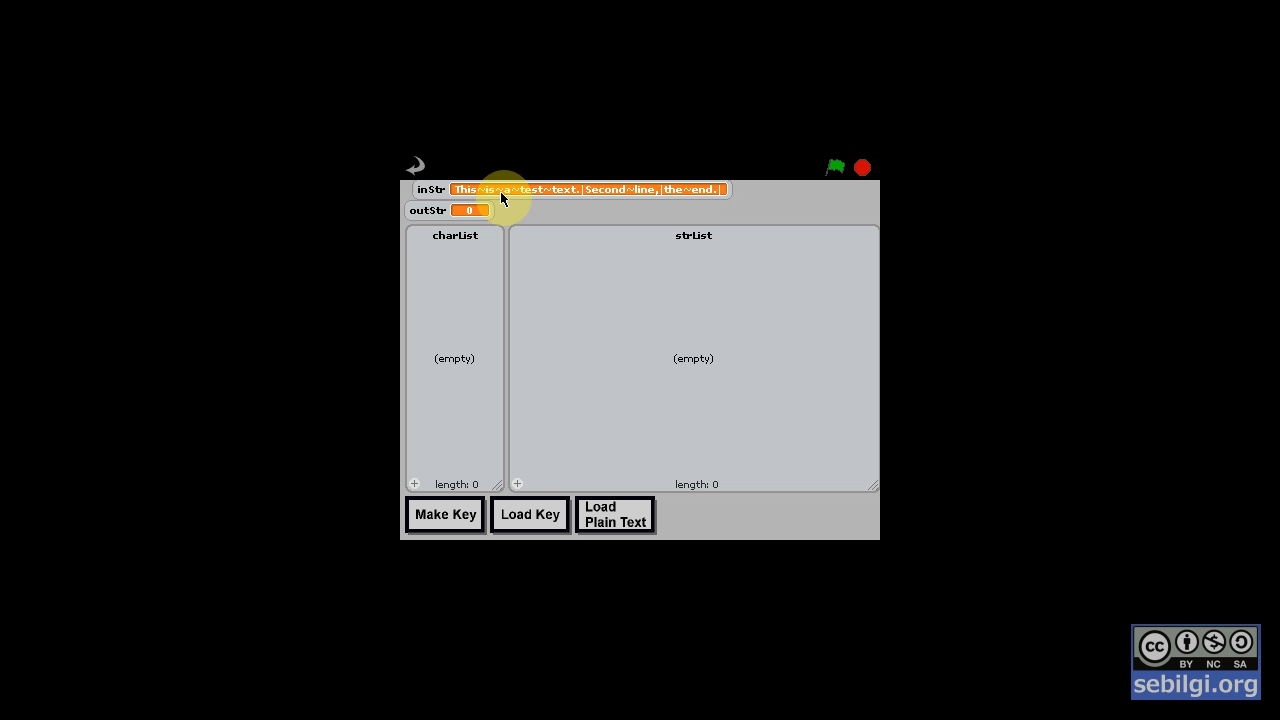 inStr This~is~a~test~text.|Second~line,|the~end.|
outStr 0
charList strList
(empty) (empty)
+ length: 0 + length: 0
Make Key Load Key Load
Plain Text
cc
BY NC SA
sebilgi.org